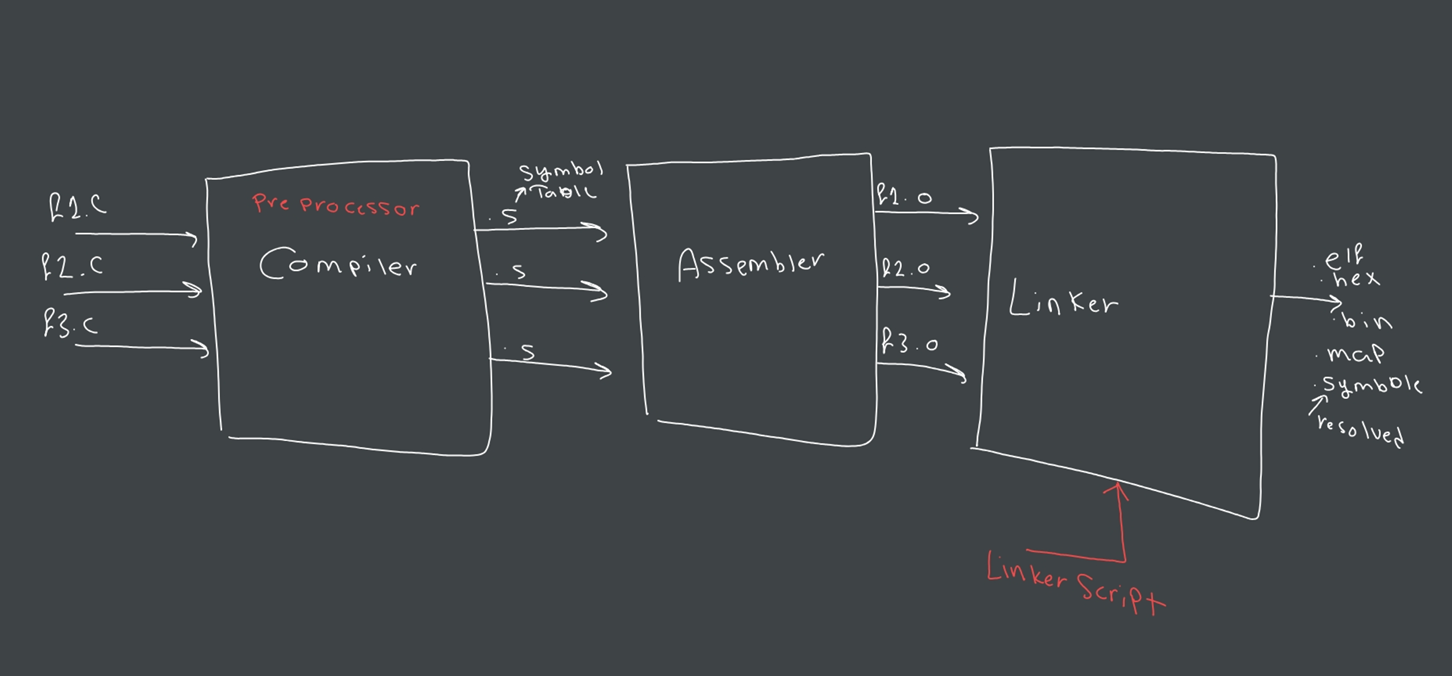 f1.c
f2.c
f3.c
Pre processor
Compiler
Symbol
Table
.s
.s
.s
Assembler
f1.o
f2.o
f3.o
Linker
.elf
.hex
.bin
.map
.symbole
resolved
Linker Script